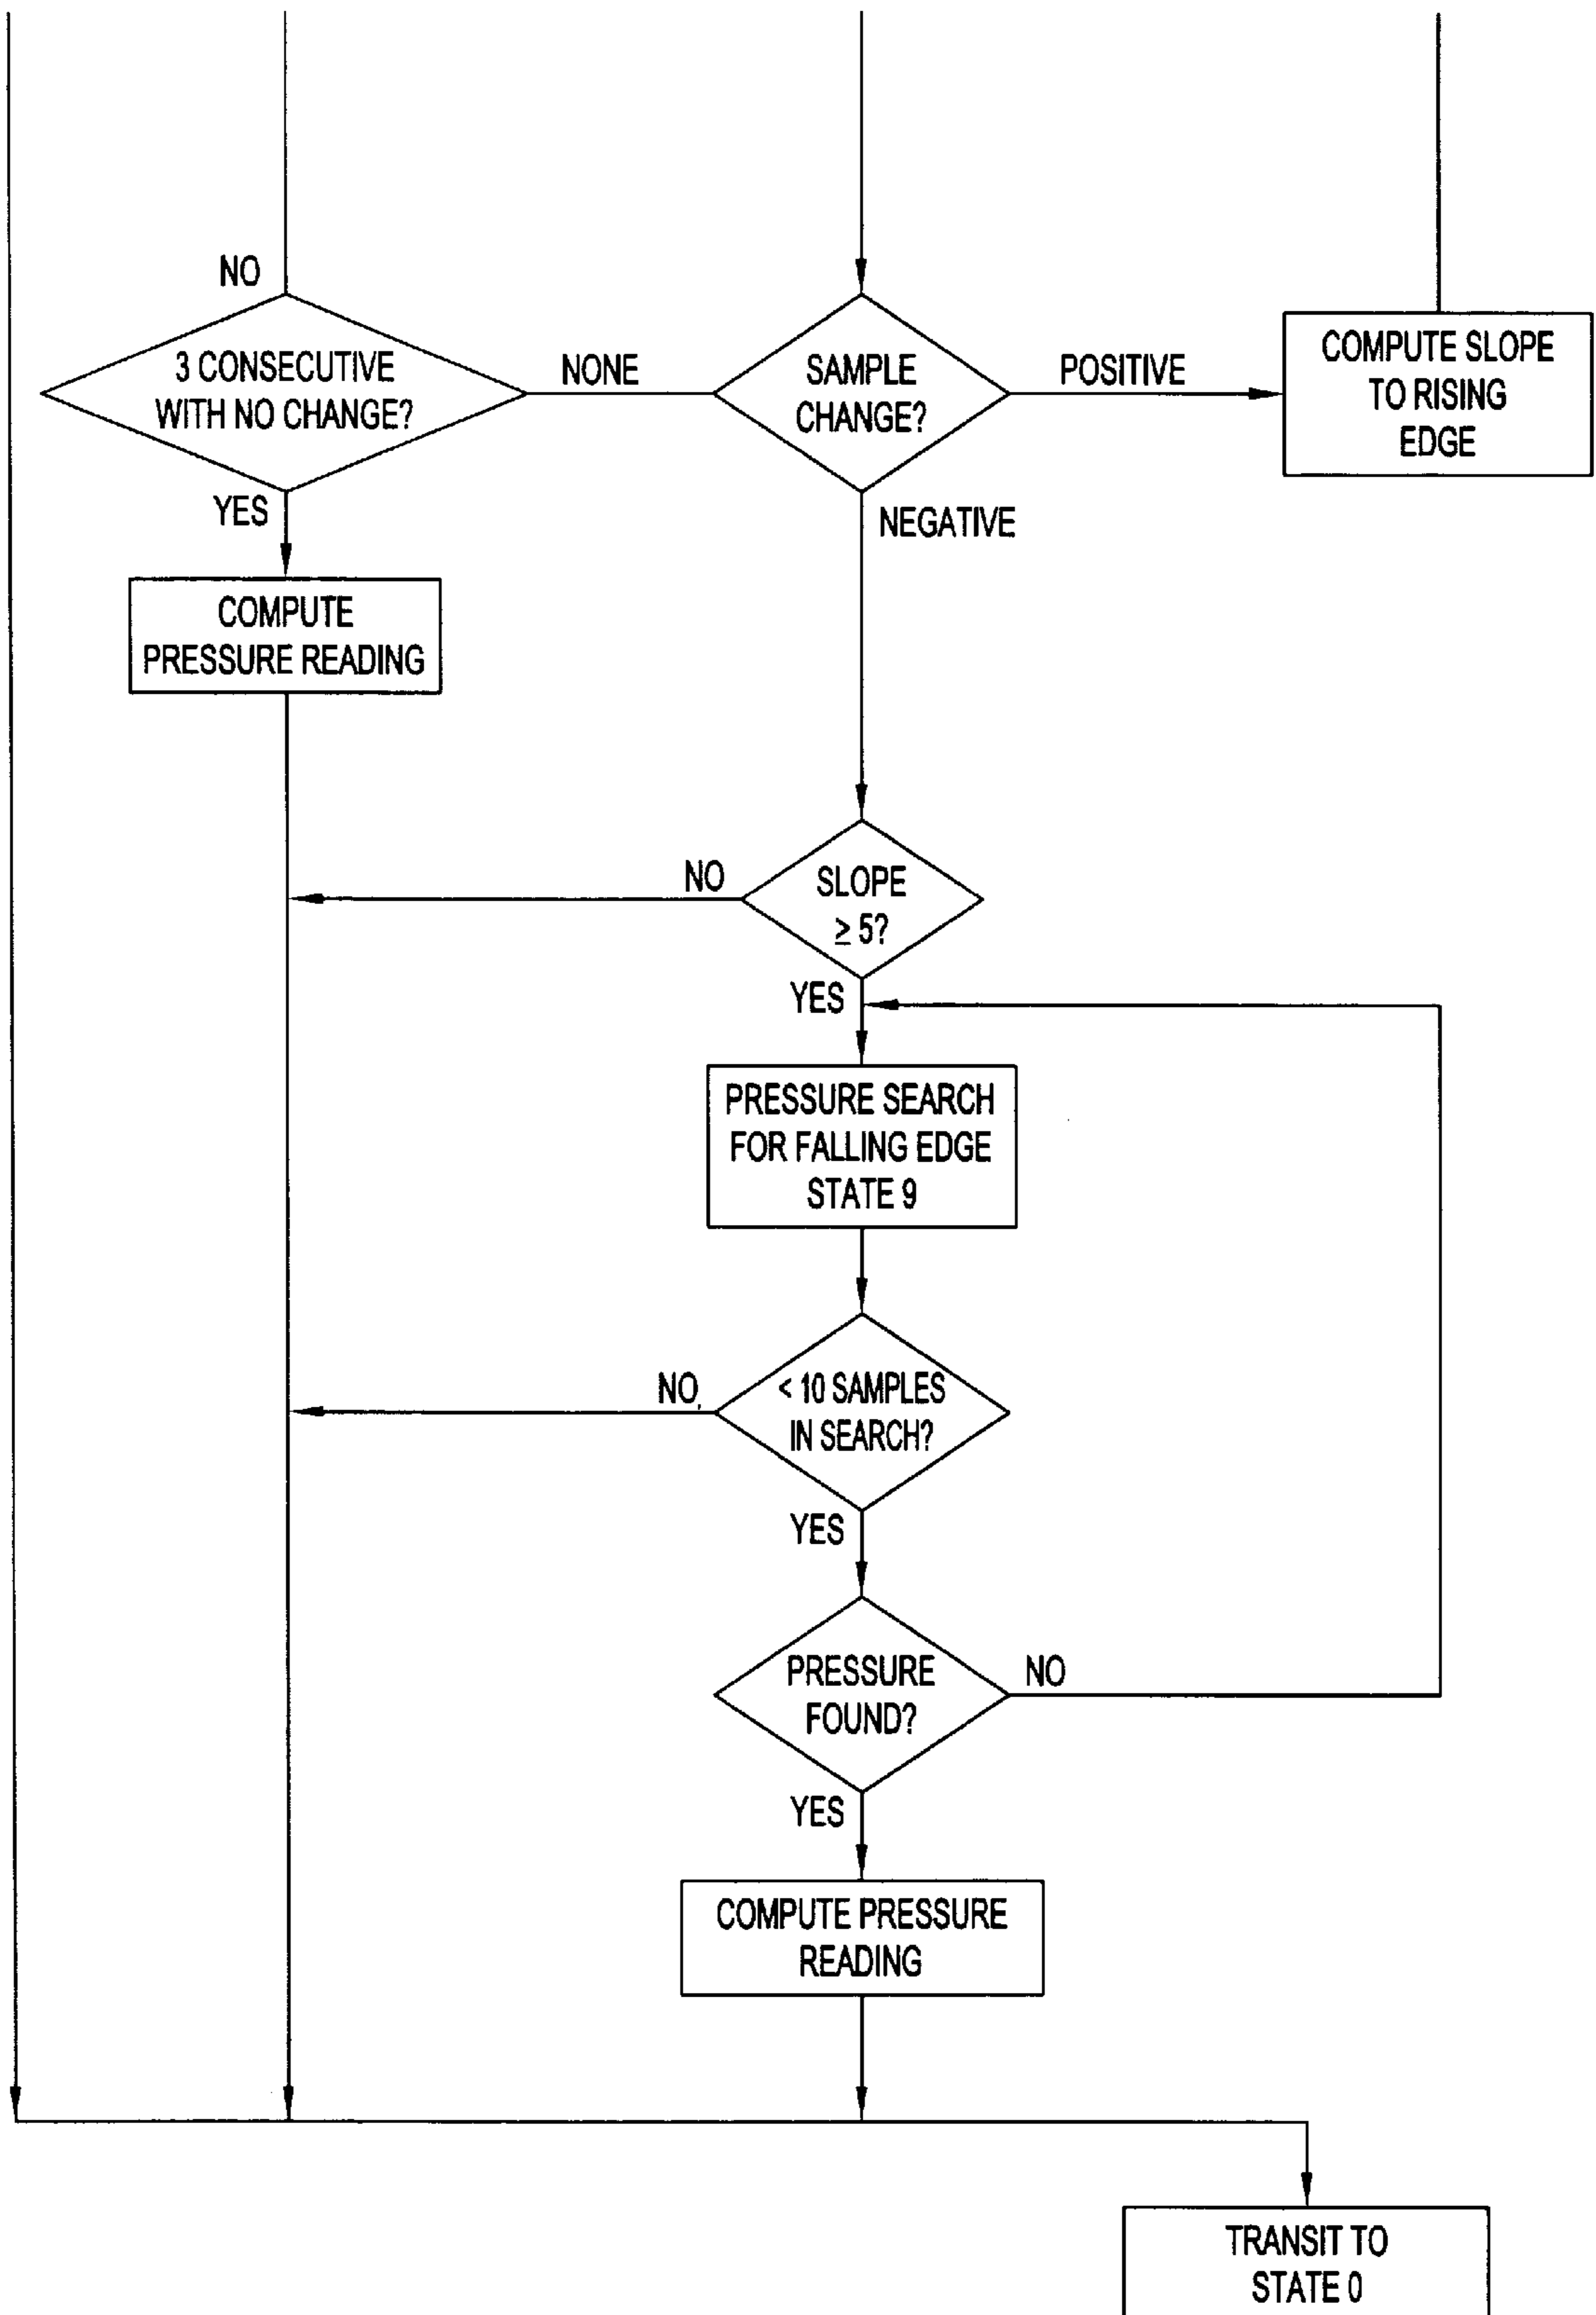 NO
3 CONSECUTIVE
WITH NO CHANGE?
NONE
SAMPLE
CHANGE?
POSITIVE
COMPUTE SLOPE
TO RISING
EDGE
YES
NEGATIVE
COMPUTE
PRESSURE READING
NO
SLOPE
≥ 5?
YES
PRESSURE SEARCH
FOR FALLING EDGE
STATE 9
NO
< 10 SAMPLES
IN SEARCH?
YES
PRESSURE
FOUND?
NO
YES
COMPUTE PRESSURE
READING
TRANSIT TO
STATE 0